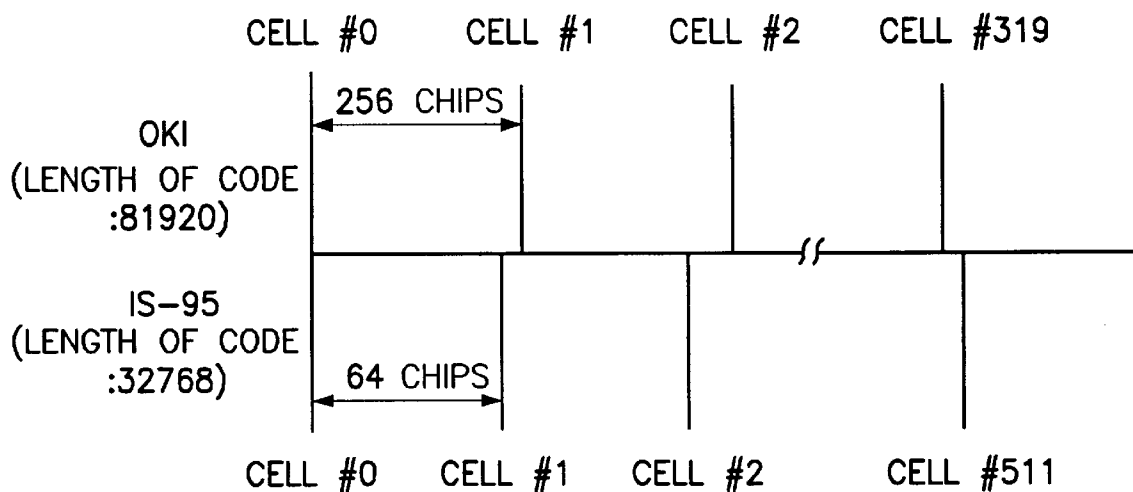 CELL #0 CELL #1 CELL #2 CELL #319
256 CHIPS
OKI
(LENGTH OF CODE
:81920)
IS-95
(LENGTH OF CODE
:32768)
64 CHIPS
CELL #0 CELL #1 CELL #2 CELL #511